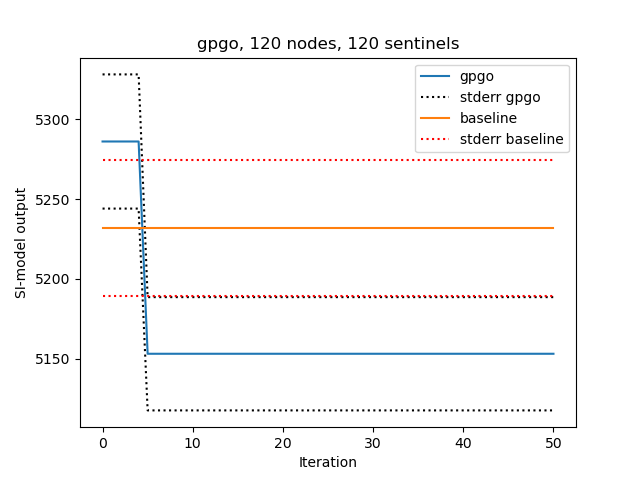 gpgo, 120 nodes, 120 sentinels
gpgo
stderr gpgo
baseline
stderr baseline
SI-model output
5300
5250
5200
5150
0 10 20 30 40 50
Iteration